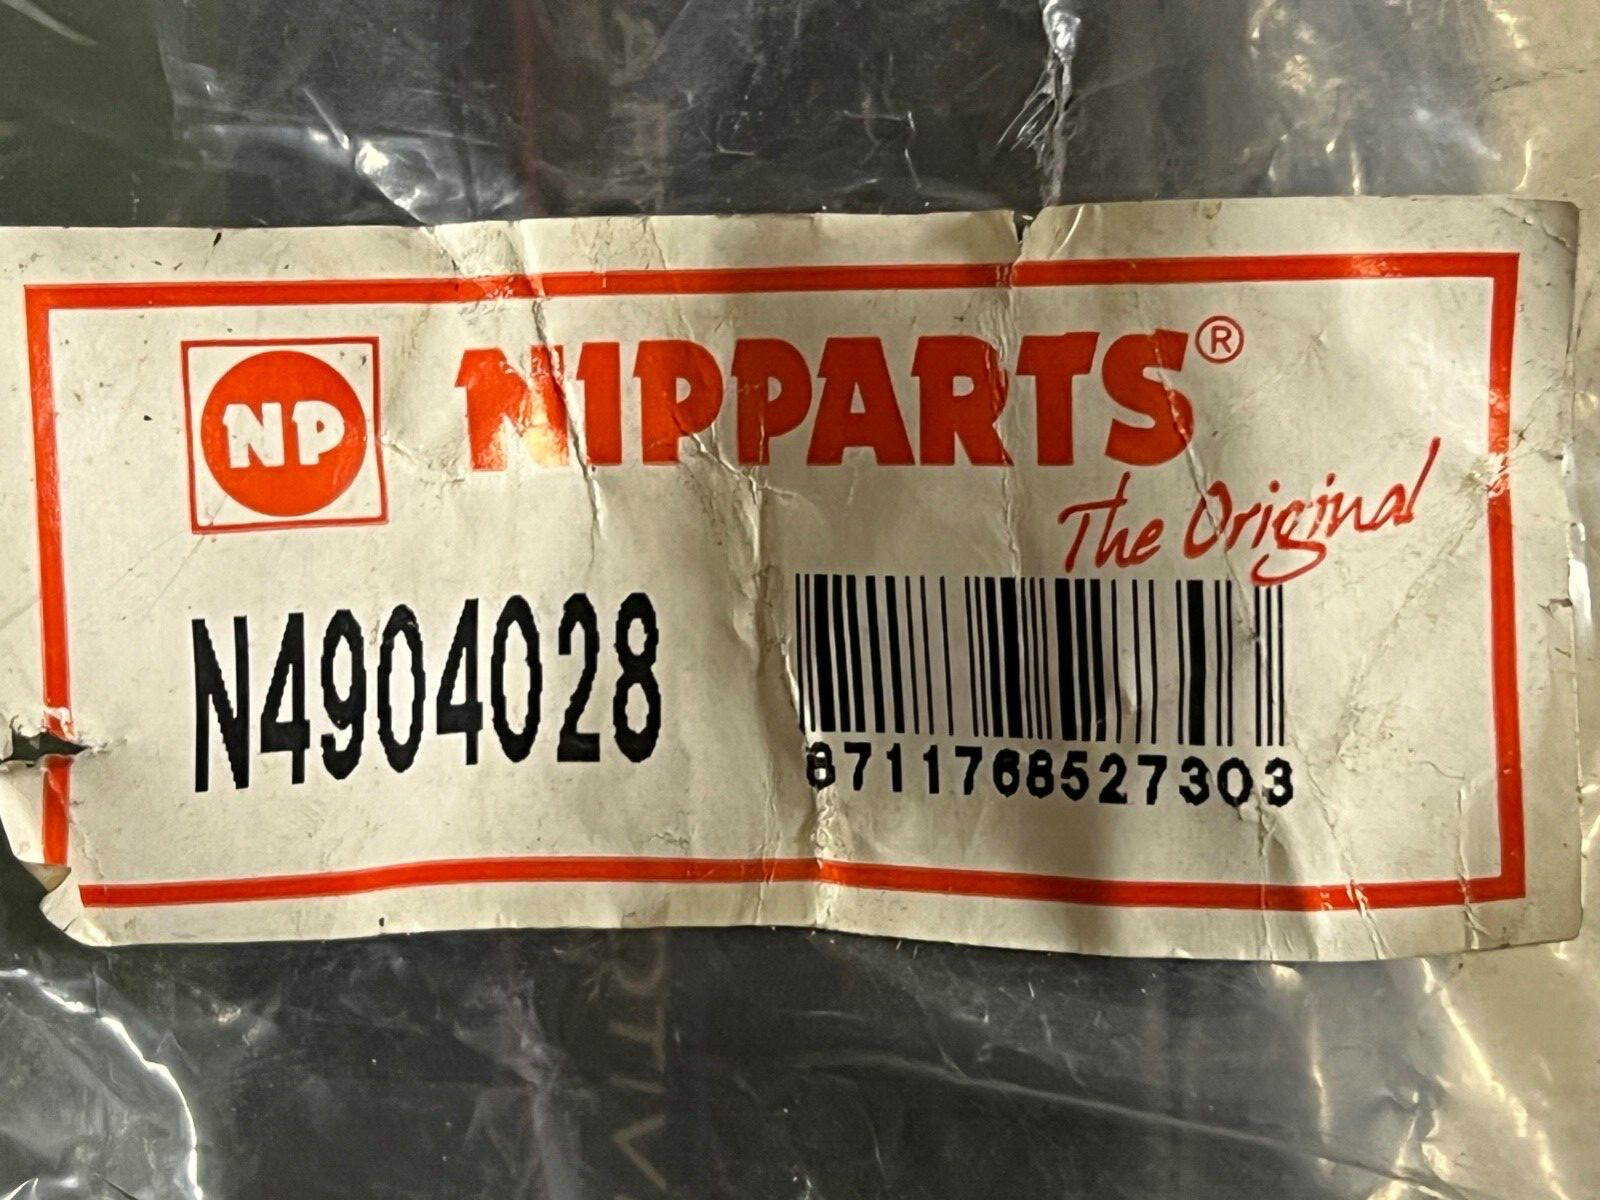 NP NIPPARTS®
The Original
N4904028
8711768527303